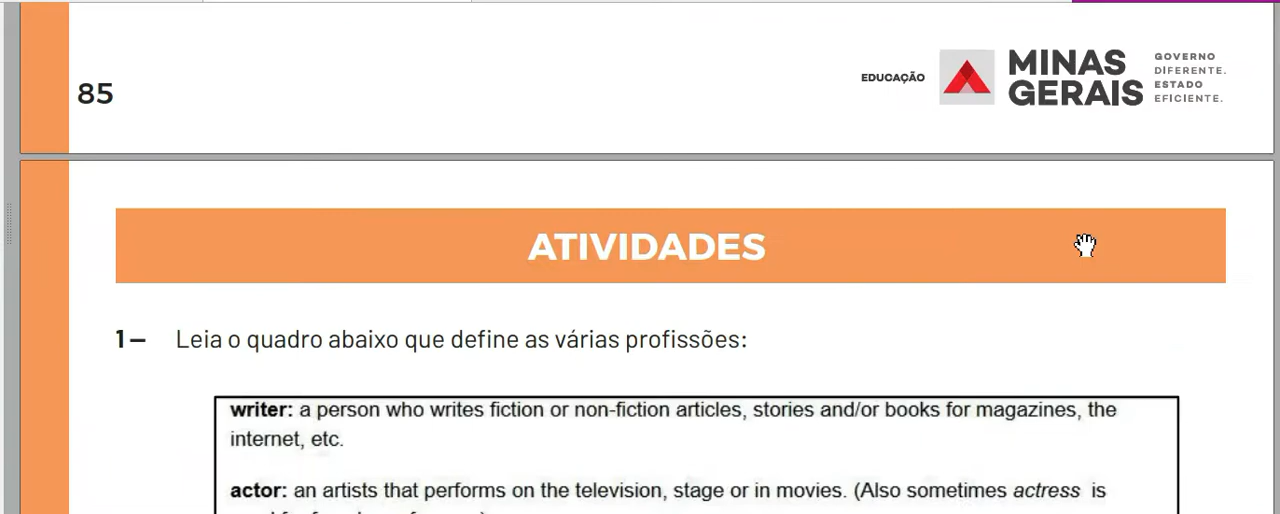 85
EDUCAÇÃO
MINAS
GERAIS
GOVERNO
DIFERENTE.
ESTADO
EFICIENTE.
ATIVIDADES
1– Leia o quadro abaixo que define as várias profissões:
writer: a person who writes fiction or non-fiction articles, stories and/or books for magazines, the
internet, etc.
actor: an artists that performs on the television, stage or in movies. (Also sometimes actress is